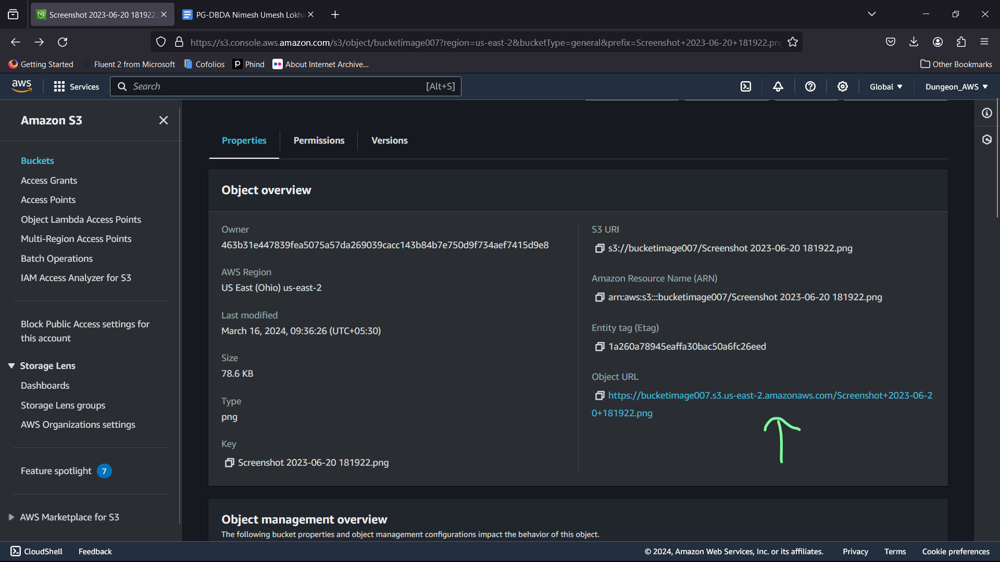 Screenshot 2023-06-20 181922.
PG-DBDA Nimesh Umesh Lokha
https://s3.console.aws.amazon.com/s3/object/bucketimage007?region=us-east-2&bucketType=general&prefix=Screenshot+2023-06-20+181922.png
Getting Started
Fluent 2 from Microsoft
Cofolios
Phind
About Internet Archive...
Other Bookmarks
aws
Services
Search
[Alt+S]
Global
Dungeon_AWS
Amazon S3
Buckets
Access Grants
Access Points
Object Lambda Access Points
Multi-Region Access Points
Batch Operations
IAM Access Analyzer for S3
Block Public Access settings for
this account
Storage Lens
Dashboards
Storage Lens groups
AWS Organizations settings
Feature spotlight 7
AWS Marketplace for S3
Properties
Permissions
Versions
Object overview
Owner
463b31e447839fea5075a57da269039cacc143b84b7e750d9f734aef7415d9e8
AWS Region
US East (Ohio) us-east-2
Last modified
March 16, 2024, 09:36:26 (UTC+05:30)
Size
78.6 KB
Type
png
Key
Screenshot 2023-06-20 181922.png
S3 URI
s3://bucketimage007/Screenshot 2023-06-20 181922.png
Amazon Resource Name (ARN)
arn:aws:s3:::bucketimage007/Screenshot 2023-06-20 181922.png
Entity tag (Etag)
1a260a78945eaffa30bac50a6fc26eed
Object URL
https://bucketimage007.s3.us-east-2.amazonaws.com/Screenshot+2023-06-2
0+181922.png
Object management overview
The following bucket properties and object management configurations impact the behavior of this object.
CloudShell
Feedback
© 2024, Amazon Web Services, Inc. or its affiliates.
Privacy
Terms
Cookie preferences